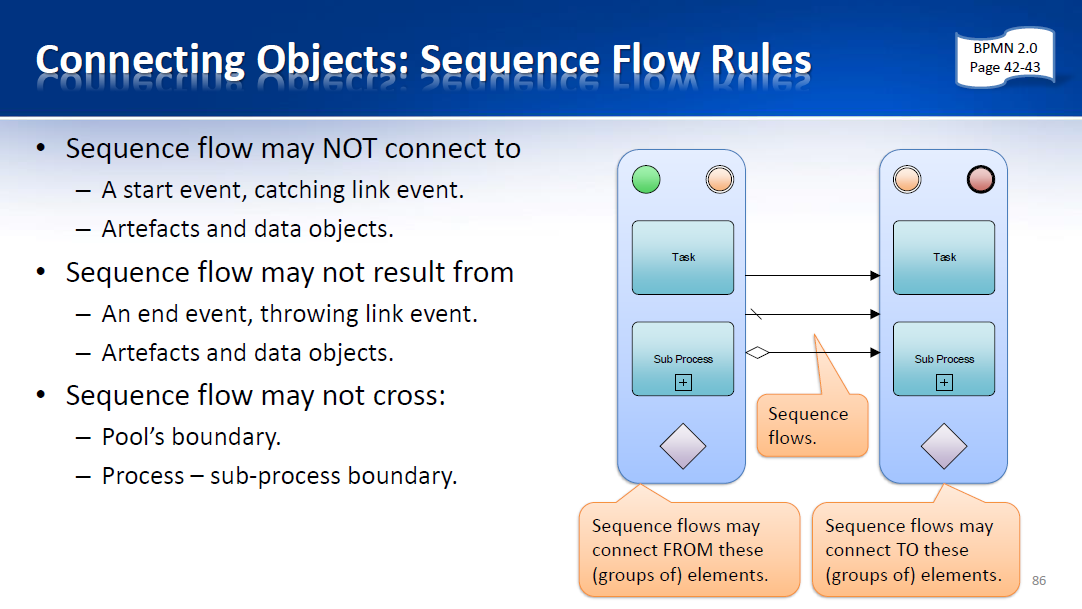 Connecting Objects: Sequence Flow Rules
BPMN 2.0
Page 42-43
• Sequence flow may NOT connect to
– A start event, catching link event.
– Artefacts and data objects.
• Sequence flow may not result from
– An end event, throwing link event.
– Artefacts and data objects.
• Sequence flow may not cross:
– Pool’s boundary.
– Process – sub-process boundary.
Task
Sub Process
Task
Sub Process
Sequence
flows.
Sequence flows may
connect FROM these
(groups of) elements.
Sequence flows may
connect TO these
(groups of) elements.
86